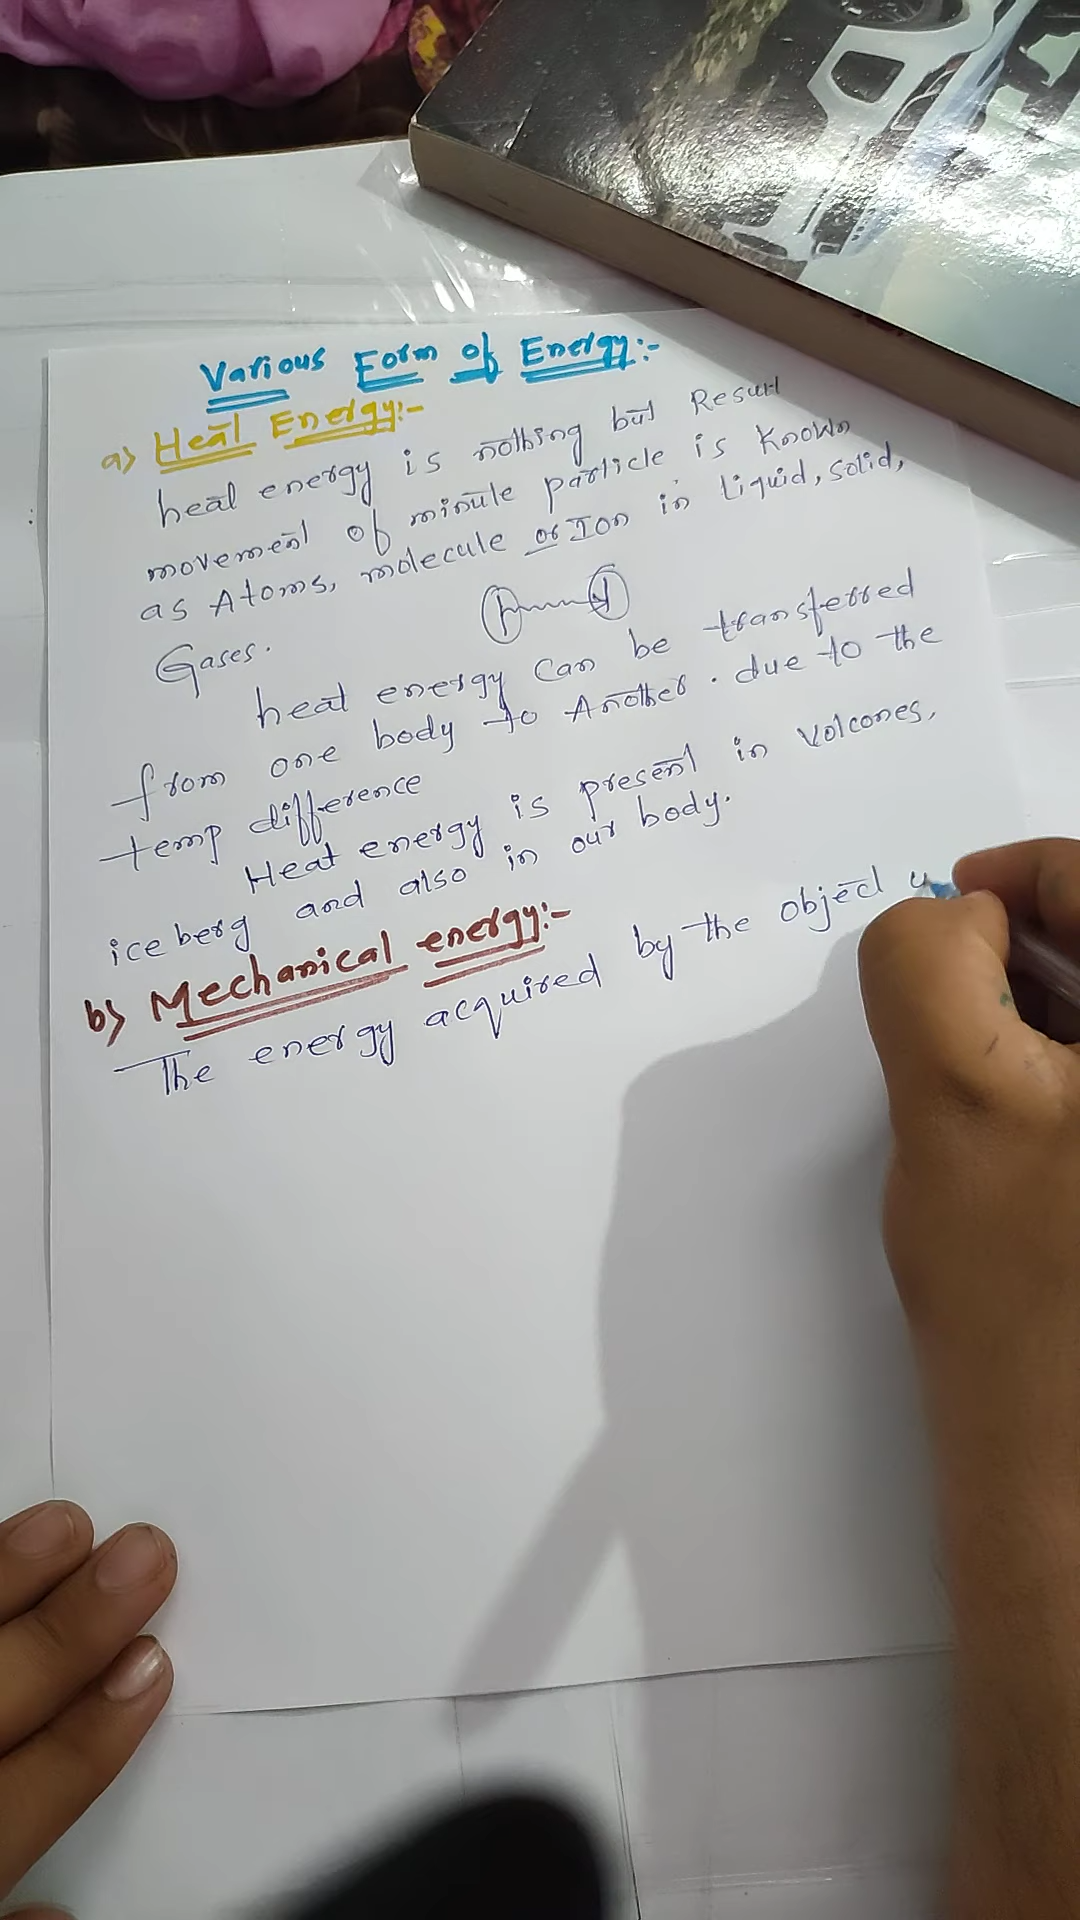 Various Form of Energy:-
a) Heat Energy:-
heat energy is nothing but Result
movement of minute particle is Known
as Atoms, molecule or Ion in liquid, solid,
Gases.
heat energy Can be transferred
from one body to Another. due to the
temp difference
Heat energy is present in Volcones,
ice berg and also in our body.
b) Mechanical energy:-
The energy acquired by the object